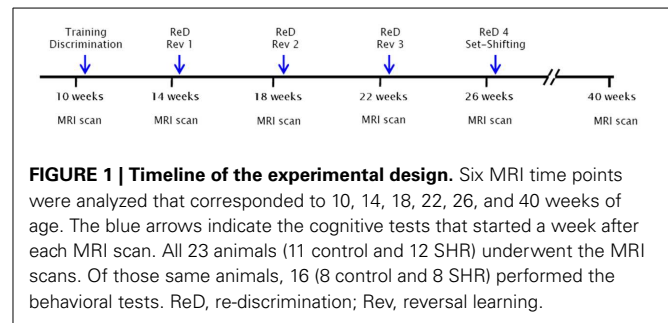 Training ReD ReD ReD ReD 4
Discrimination Rev 1 Rev 2 Rev 3 Set-Shifting
10 weeks 14 weeks 18 weeks 22 weeks 26 weeks 40 weeks
MRI scan MRI scan MRI scan MRI scan MRI scan MRI scan
FIGURE 1 | Timeline of the experimental design. Six MRI time points
were analyzed that corresponded to 10, 14, 18, 22, 26, and 40 weeks of
age. The blue arrows indicate the cognitive tests that started a week after
each MRI scan. All 23 animals (11 control and 12 SHR) underwent the MRI
scans. Of those same animals, 16 (8 control and 8 SHR) performed the
behavioral tests. ReD, re-discrimination; Rev, reversal learning.